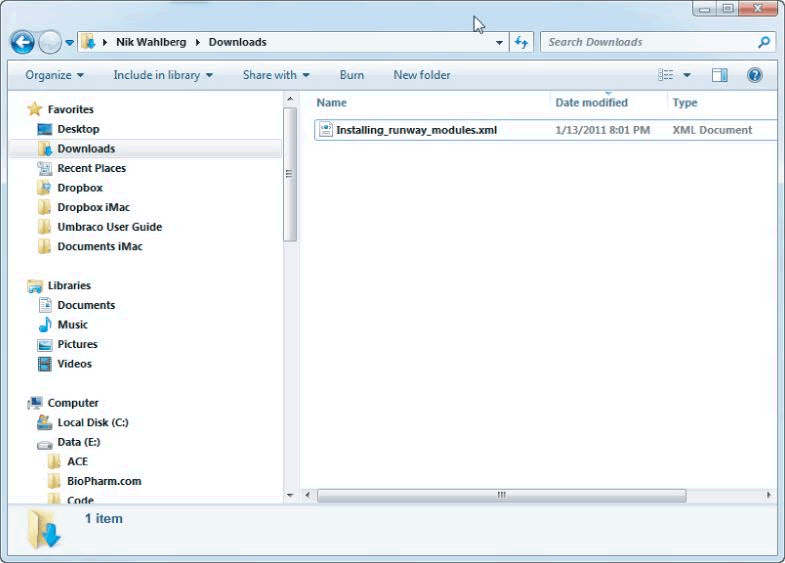 Nik Wahlberg Downloads
Search Downloads
Organize Include in library Share with Burn New folder
Favorites
Desktop
Downloads
Recent Places
Dropbox
Dropbox iMac
Umbraco User Guide
Documents iMac
Libraries
Documents
Music
Pictures
Videos
Computer
Local Disk (C:)
Data (E:)
ACE
BioPharm.com
Code
Name Date modified Type
Installing_runway_modules.xml 1/13/2011 8:01 PM XML Document
1 item